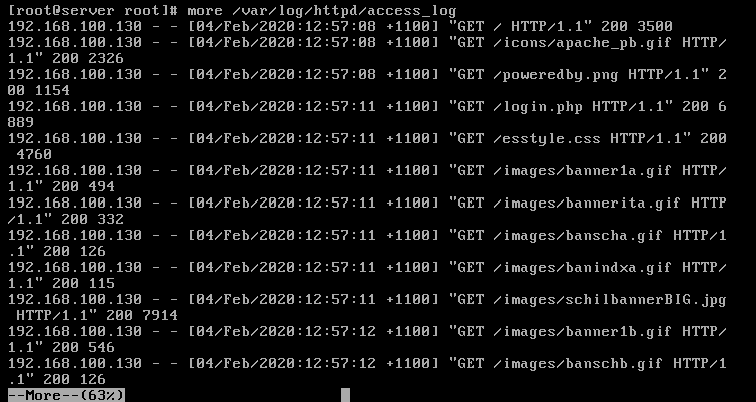 [root@server root]# more /var/log/httpd/access_log
192.168.100.130 - - [04/Feb/2020:12:57:08 +1100] "GET / HTTP/1.1" 200 3500
192.168.100.130 - - [04/Feb/2020:12:57:08 +1100] "GET /icons/apache_pb.gif HTTP/
1.1" 200 2326
192.168.100.130 - - [04/Feb/2020:12:57:08 +1100] "GET /poweredby.png HTTP/1.1" 2
00 1154
192.168.100.130 - - [04/Feb/2020:12:57:11 +1100] "GET /login.php HTTP/1.1" 200 6
889
192.168.100.130 - - [04/Feb/2020:12:57:11 +1100] "GET /esstyle.css HTTP/1.1" 200
 4760
192.168.100.130 - - [04/Feb/2020:12:57:11 +1100] "GET /images/banner1a.gif HTTP/
1.1" 200 494
192.168.100.130 - - [04/Feb/2020:12:57:11 +1100] "GET /images/bannerita.gif HTTP
/1.1" 200 332
192.168.100.130 - - [04/Feb/2020:12:57:11 +1100] "GET /images/banscha.gif HTTP/1
.1" 200 126
192.168.100.130 - - [04/Feb/2020:12:57:11 +1100] "GET /images/banindxa.gif HTTP/
1.1" 200 115
192.168.100.130 - - [04/Feb/2020:12:57:11 +1100] "GET /images/schilbannerBIG.jpg
 HTTP/1.1" 200 7914
192.168.100.130 - - [04/Feb/2020:12:57:12 +1100] "GET /images/banner1b.gif HTTP/
1.1" 200 546
192.168.100.130 - - [04/Feb/2020:12:57:12 +1100] "GET /images/banschb.gif HTTP/1
.1" 200 126
--More--(63%)